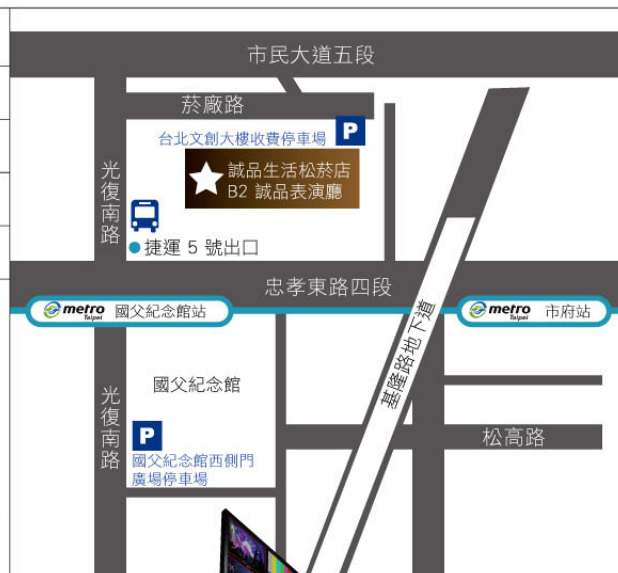 市民大道五段
菸廠路
台北文創大樓收費停車場 P
光復南路
誠品生活松菸店
B2 誠品表演廳
捷運 5 號出口
忠孝東路四段
metro Taipei 國父紀念館站
metro Taipei 市府站
基隆路地下道
國父紀念館
光復南路
P
國父紀念館西側門
廣場停車場
松高路